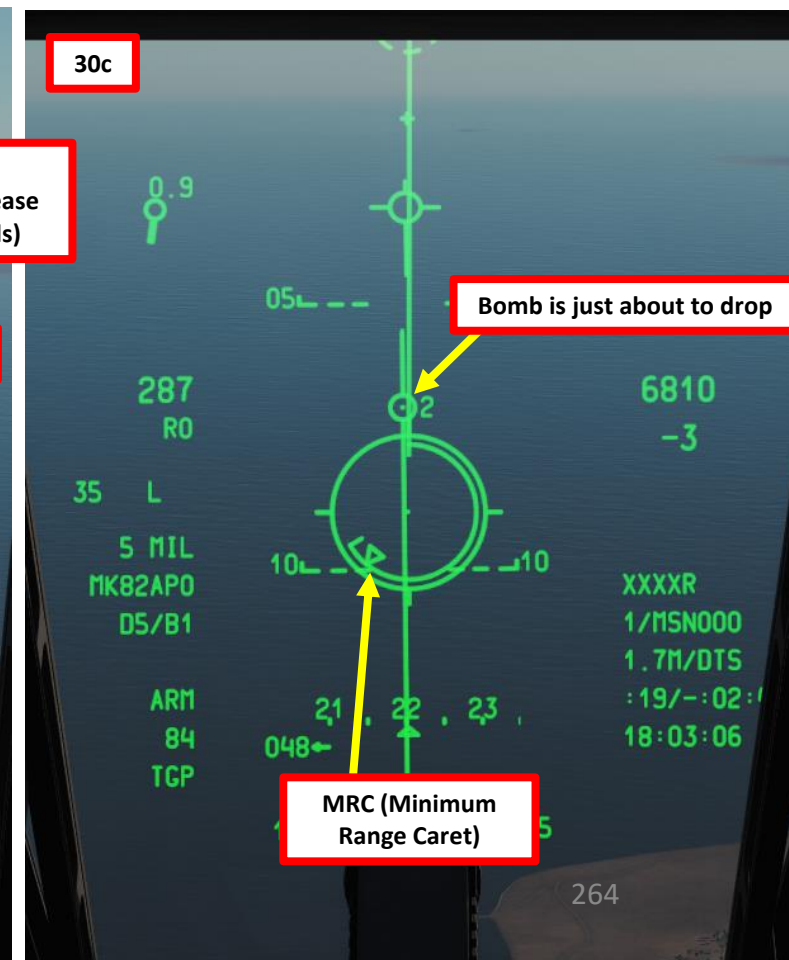 30c
0.9
05
Bomb is just about to drop
287
6810
2
R0
-3
35 L
5 MIL
10
10
MK82AP0
XXXXR
D5/B1
1/MSN000
1.7M/DTS
ARM
21 . 22 . 23 .
:19/-:02:
84
048←
18:03:06
TGP
MRC (Minimum
Range Caret)
5
264